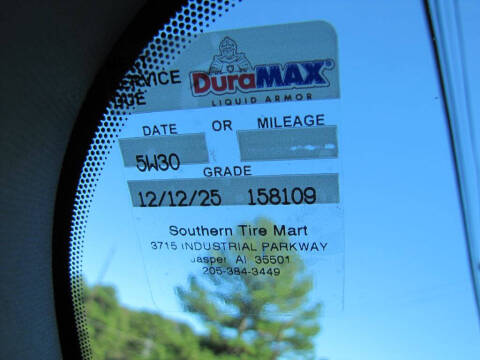 SERVICE
DUE
DuraMAX®
LIQUID ARMOR
DATE OR MILEAGE
5W30
GRADE
12/12/25 158109
Southern Tire Mart
3715 INDUSTRIAL PARKWAY
Jasper Al 35501
205-384-3449